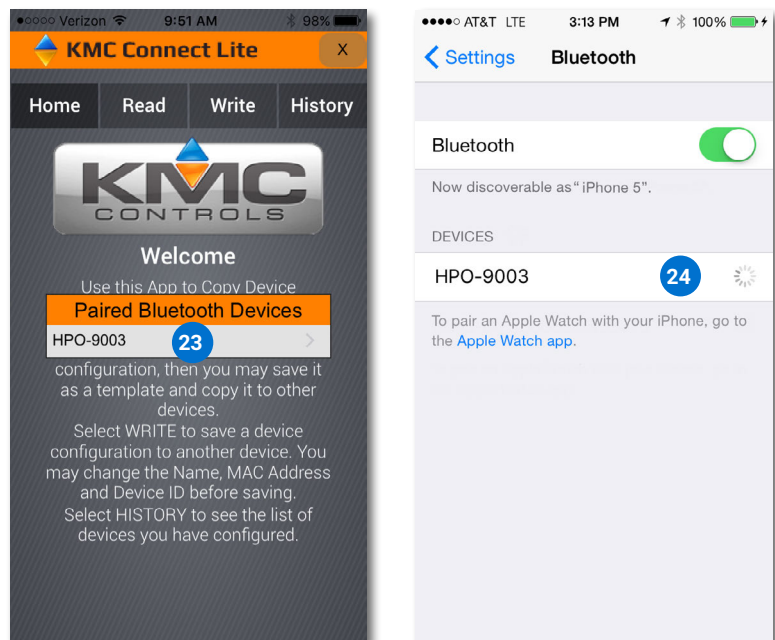 ●○○○○ Verizon 9:51 AM 98%
KMC Connect Lite X
Home Read Write History
KMC
CONTROLS
Welcome
Use this App to Copy Device
Paired Bluetooth Devices
HPO-9003 23
configuration, then you may save it
as a template and copy it to other
devices.
Select WRITE to save a device
configuration to another device. You
may change the Name, MAC Address
and Device ID before saving.
Select HISTORY to see the list of
devices you have configured.
●●●●○ AT&T LTE 3:13 PM 100%
Settings Bluetooth
Bluetooth
Now discoverable as“ iPhone 5”.
DEVICES
HPO-9003 24
To pair an Apple Watch with your iPhone, go to
the Apple Watch app.